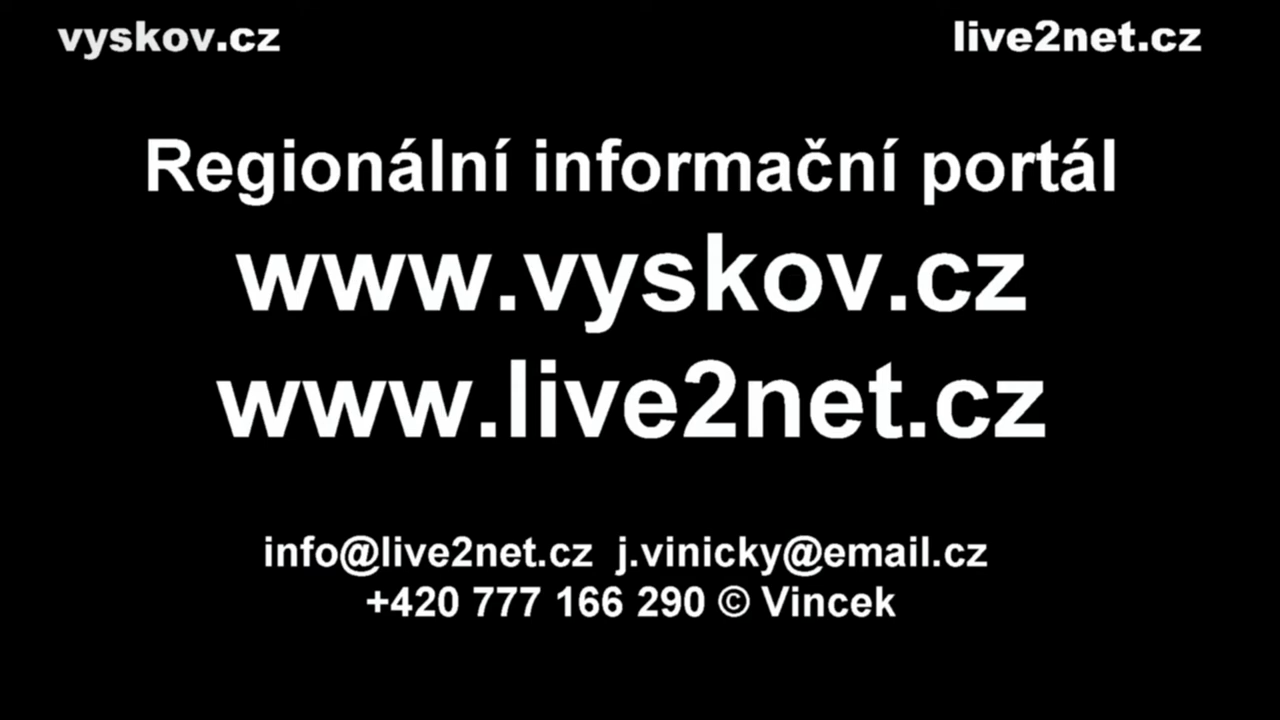 vyskov.cz live2net.cz
Regionální informační portál
www.vyskov.cz
www.live2net.cz
info@live2net.cz j.vinicky@email.cz
+420 777 166 290 © Vincek